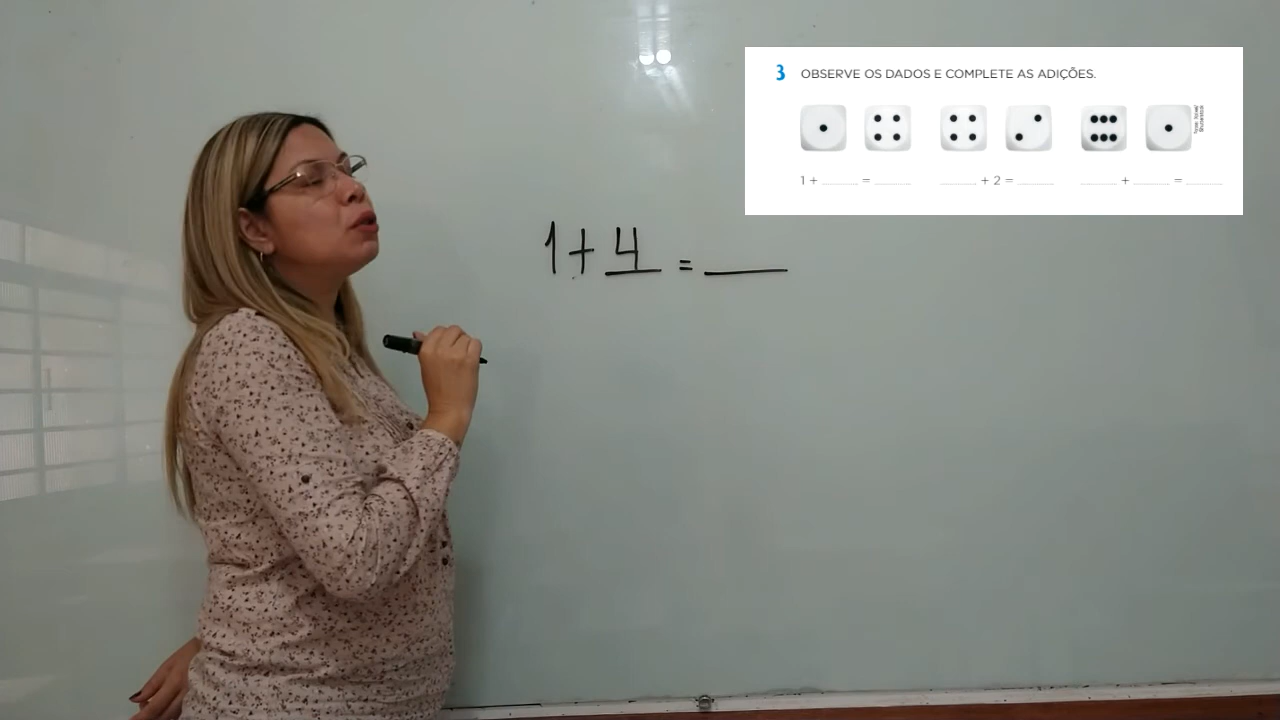 3 OBSERVE OS DADOS E COMPLETE AS ADIÇÕES.
1 + ____ = ____ ____ + 2 = ____ ____ + ____ = ____
1 + 4 = ____